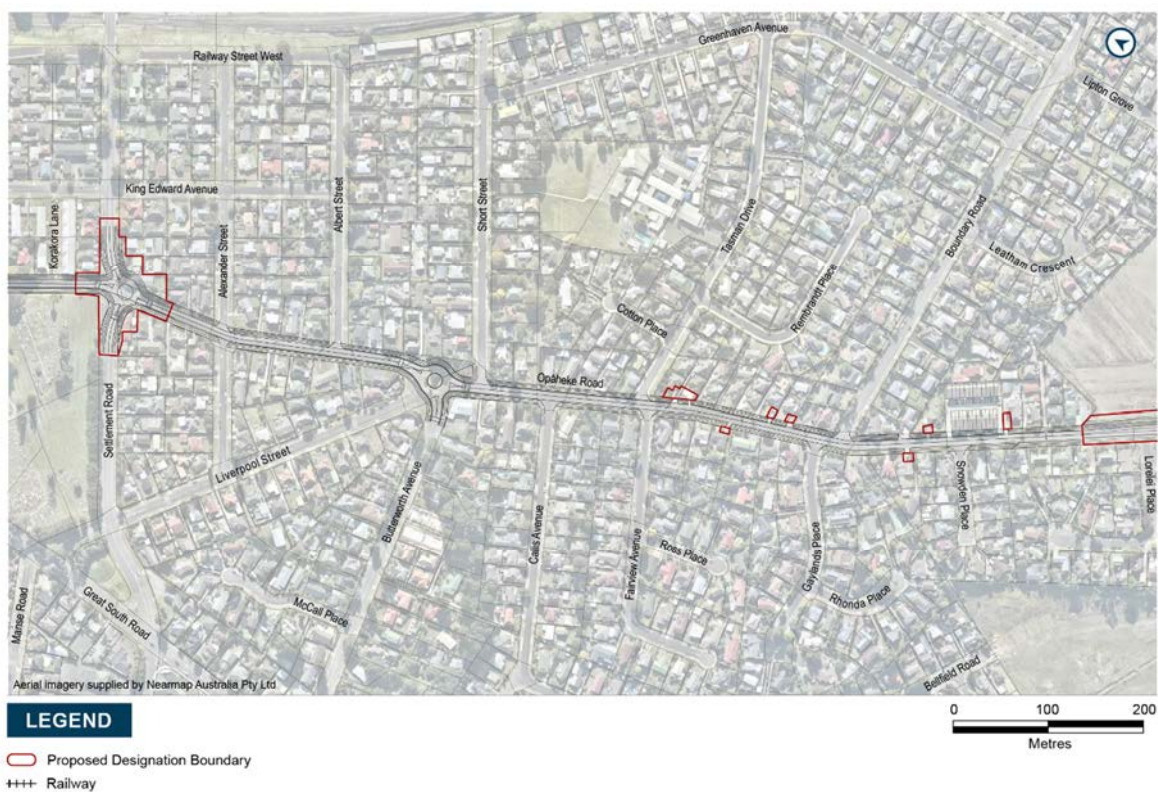 Greenhaven Avenue
Railway Street West
Lipton Grove
King Edward Avenue
Korakora Lane
Albert Street
Short Street
Alexander Street
Tasman Drive
Boundary Road
Leatham Crescent
Rembrandt Place
Cotton Place
Opāheke Road
Settlement Road
Liverpool Street
Butterworth Avenue
Calis Avenue
Fairview Avenue
Ross Place
Gaylands Place
Snowden Place
Lorelei Place
Rhonda Place
Manse Road
Great South Road
McCall Place
Bellfield Road
Aerial imagery supplied by Nearmap Australia Pty Ltd
LEGEND
Proposed Designation Boundary
Railway
0 100 200
Metres